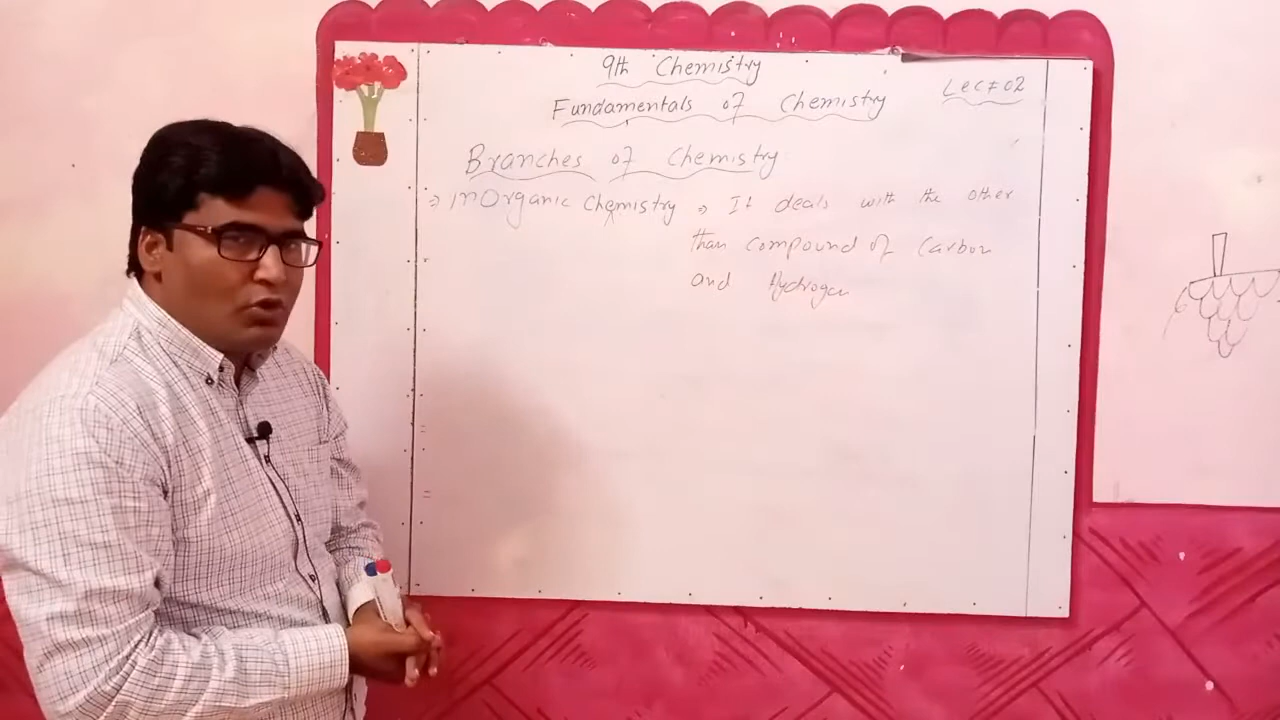 9th Chemistry
Fundamentals of Chemistry
Lec # 02
Branches of Chemistry
⇒ inOrganic Chemistry ⇒ It deals with the other
than compound of Carbon
and Hydrogen